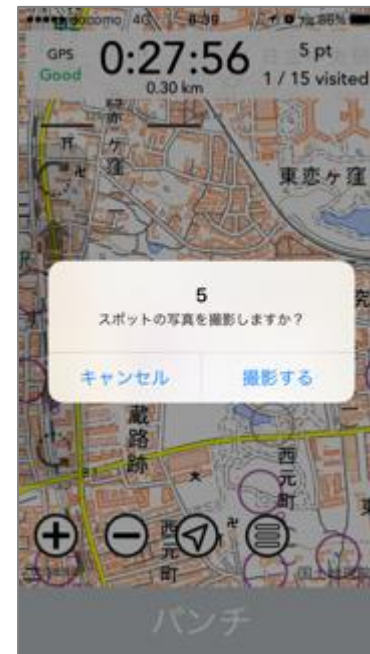 docomo 4G 6:39 86%
GPS
Good
0:27:56
0.30 km
5 pt
1 / 15 visited
東恋ヶ窪
5
スポットの写真を撮影しますか？
キャンセル
撮影する
蔵路跡
西元町
西元町
パンチ